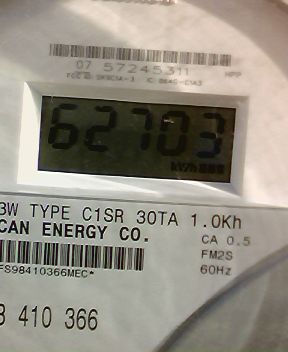 07 57245311 HPP
62703
kWh
3W TYPE C1SR 30TA 1.0Kh
CAN ENERGY CO. CA 0.5
FM2S
FS98410366MEC* 60Hz
3 410 366